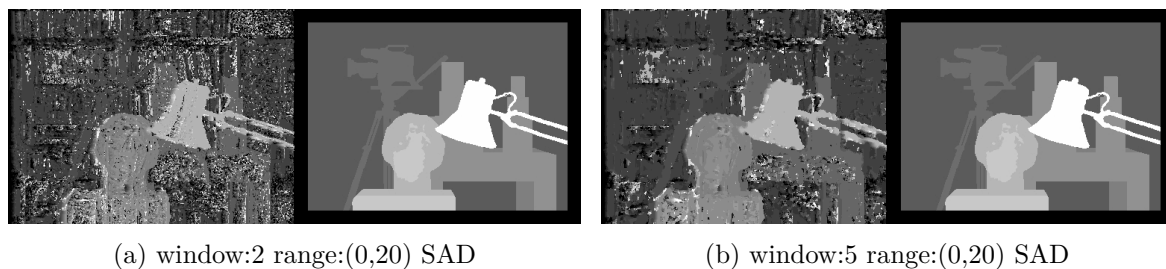 (a) window:2 range:(0,20) SAD
(b) window:5 range:(0,20) SAD